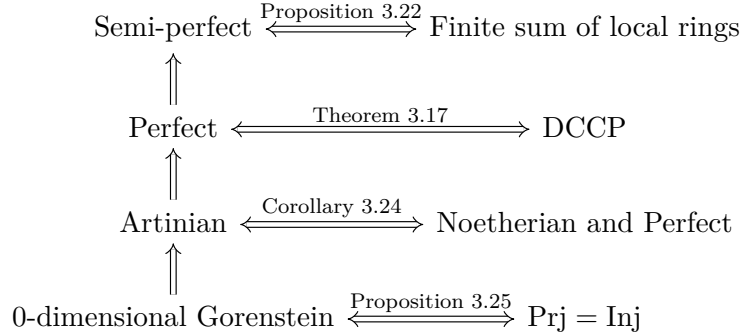 Semi-perfect Proposition 3.22 Finite sum of local rings
Perfect Theorem 3.17 DCCP
Artinian Corollary 3.24 Noetherian and Perfect
0-dimensional Gorenstein Proposition 3.25 Prj = Inj